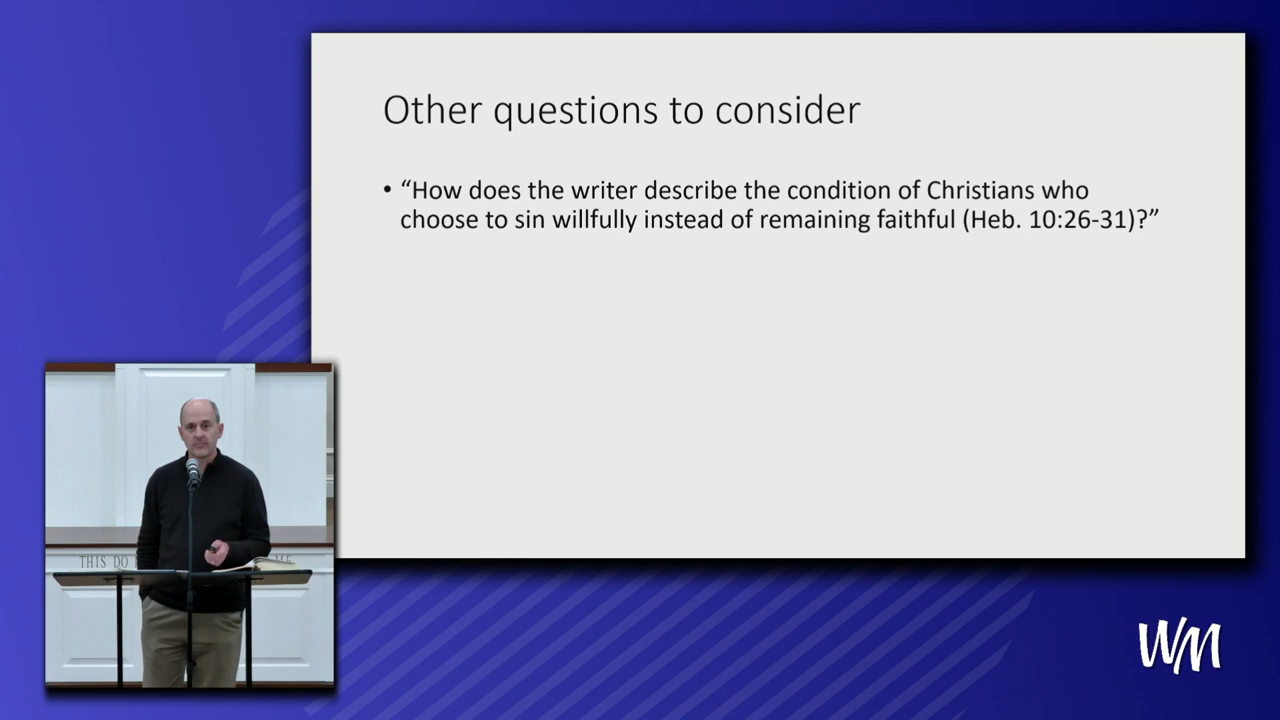 Other questions to consider
• “How does the writer describe the condition of Christians who
choose to sin willfully instead of remaining faithful (Heb. 10:26-31)?”
THIS DO
ME
WM